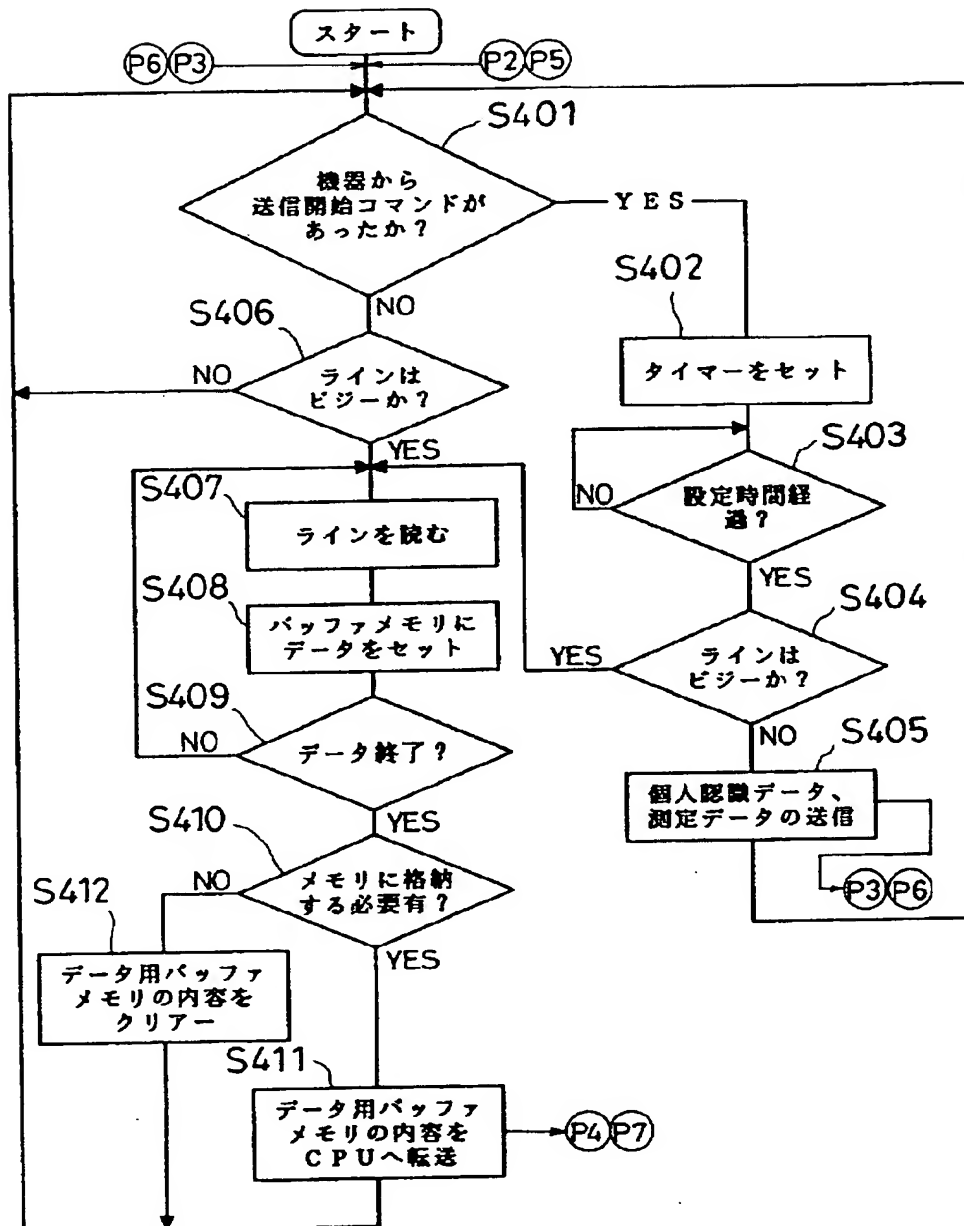 スタート
P6 P3
P2 P5
S401
機器から
送信開始コマンドが
あったか?
YES
NO
S402
タイマーをセット
S403
設定時間経
過?
NO
YES
S404
ラインは
ビジーか?
YES
NO
S405
個人認識データ、
測定データの送信
P3 P6
S406
ラインは
ビジーか?
NO
YES
S407
ラインを読む
S408
バッファメモリに
データをセット
S409
データ終了?
NO
YES
S410
メモリに格納
する必要有?
NO
YES
S412
データ用バッファ
メモリの内容を
クリアー
S411
データ用バッファ
メモリの内容を
CPUへ転送
P4 P7